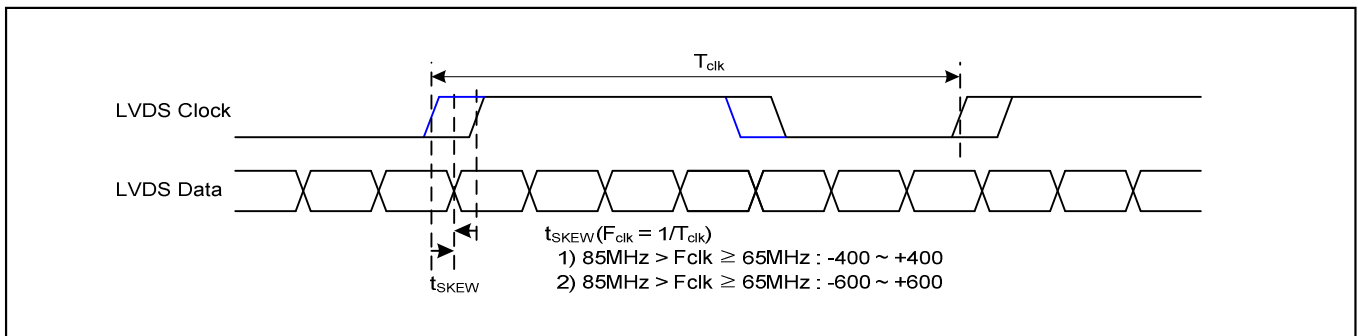 Tclk
LVDS Clock
LVDS Data
tSKEW (Fclk = 1/Tclk)
1) 85MHz > Fclk ≥ 65MHz : -400 ~ +400
2) 85MHz > Fclk ≥ 65MHz : -600 ~ +600
tSKEW